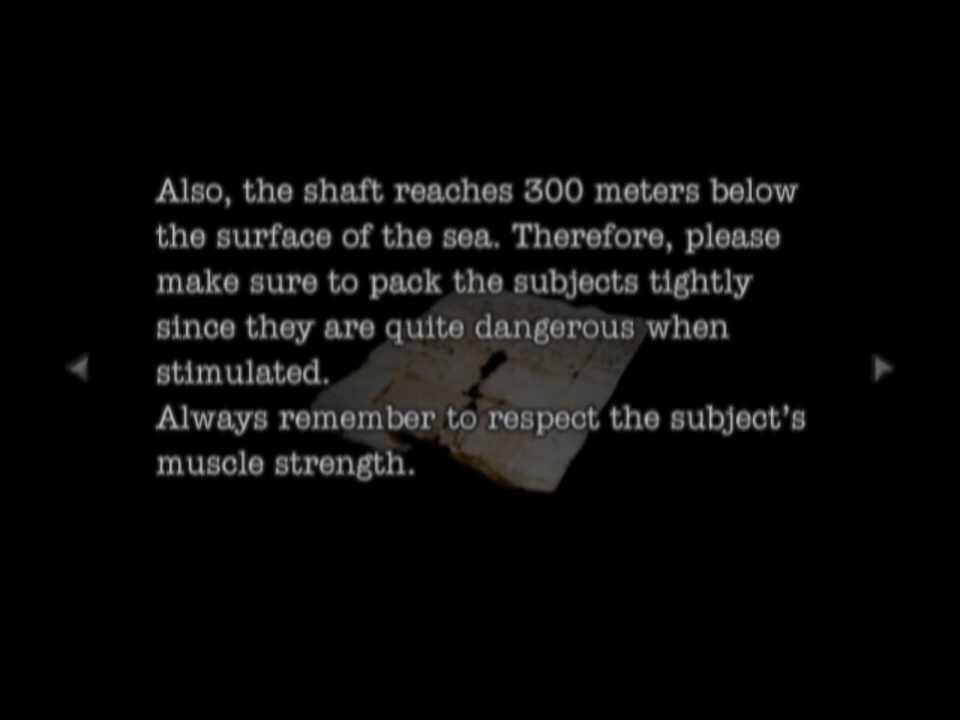 Also, the shaft reaches 300 meters below
the surface of the sea. Therefore, please
make sure to pack the subjects tightly
since they are quite dangerous when
stimulated.
Always remember to respect the subject's
muscle strength.